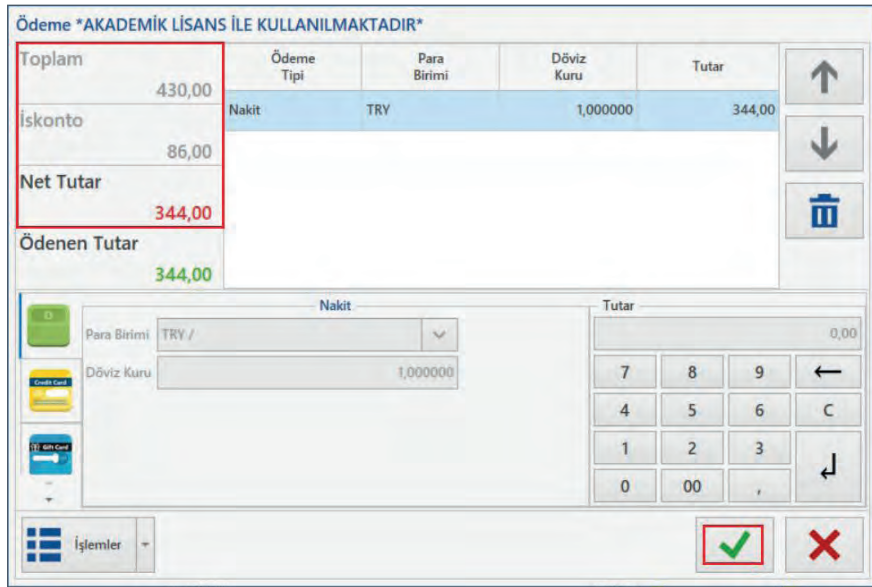 Ödeme *AKADEMİK LİSANS İLE KULLANILMAKTADIR*
Toplam
430,00
İskonto
86,00
Net Tutar
344,00
Ödenen Tutar
344,00
Ödeme Tipi Para Birimi Döviz Kuru Tutar
Nakit TRY 1,000000 344,00
Nakit
Para Birimi TRY /
Döviz Kuru 1,000000
Credit Card
Gift Card
Tutar
0,00
7 8 9 ←
4 5 6 C
1 2 3
0 00 ,
İşlemler